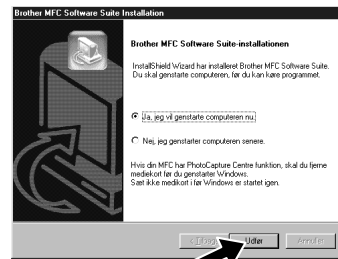 Brother MFC Software Suite Installation
Brother MFC Software Suite-installationen
InstallShield Wizard har installeret Brother MFC Software Suite.
Du skal genstarte computeren, før du kan køre programmet.
Ja, jeg vil genstarte computeren nu.
Nej, jeg genstarter computeren senere.
Hvis din MFC har PhotoCapture Centre funktion, skal du fjerne
mediekort før du genstarter Windows.
Sæt ikke medikort i før Windows er startet igen.
< Tilbage Udfør Annuller